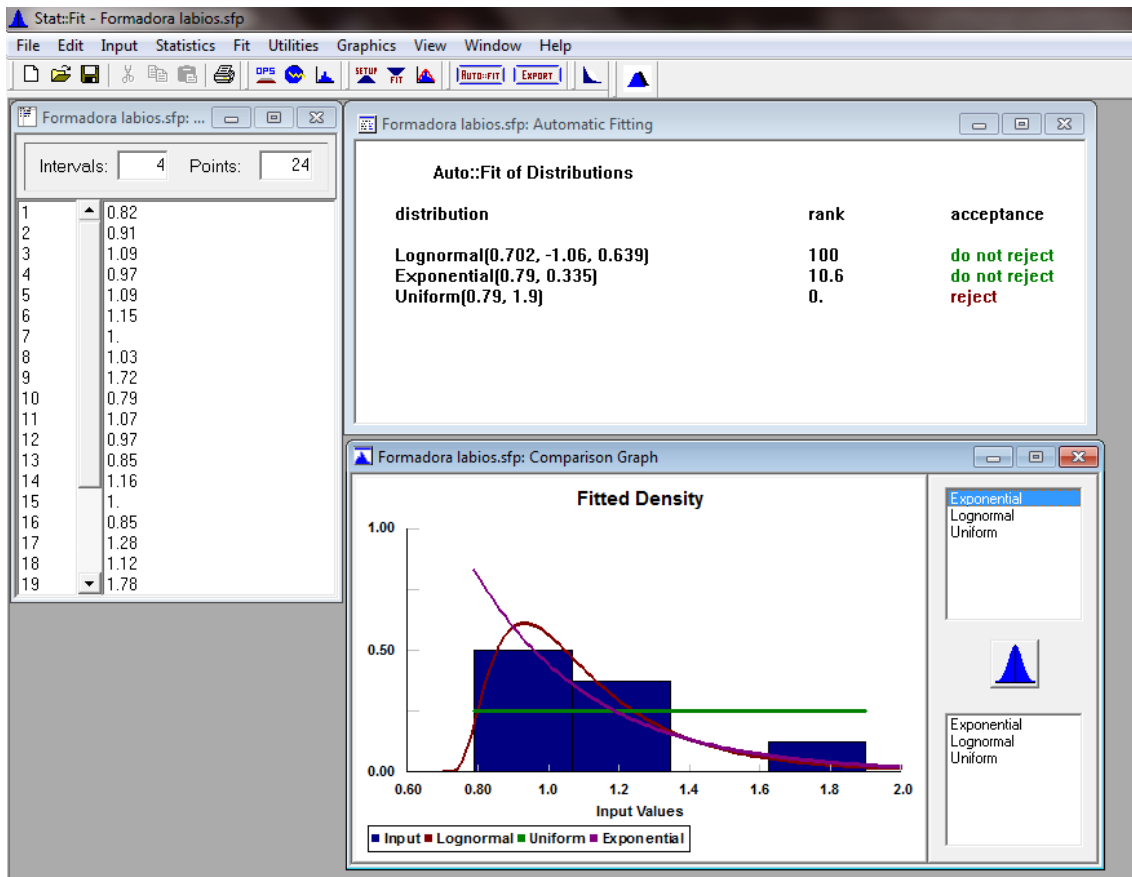 Stat::Fit - Formadora labios.sfp
File Edit Input Statistics Fit Utilities Graphics View Window Help
OPS SETUP FIT AUTO::FIT EXPORT
Formadora labios.sfp: ...
Intervals: 4 Points: 24
1 0.82
2 0.91
3 1.09
4 0.97
5 1.09
6 1.15
7 1.
8 1.03
9 1.72
10 0.79
11 1.07
12 0.97
13 0.85
14 1.16
15 1.
16 0.85
17 1.28
18 1.12
19 1.78
Formadora labios.sfp: Automatic Fitting
Auto::Fit of Distributions
distribution rank acceptance
Lognormal(0.702, -1.06, 0.639) 100 do not reject
Exponential(0.79, 0.335) 10.6 do not reject
Uniform(0.79, 1.9) 0. reject
Formadora labios.sfp: Comparison Graph
Fitted Density
1.00
0.50
0.00
0.60 0.80 1.0 1.2 1.4 1.6 1.8 2.0
Input Values
Input Lognormal Uniform Exponential
Exponential
Lognormal
Uniform
Exponential
Lognormal
Uniform